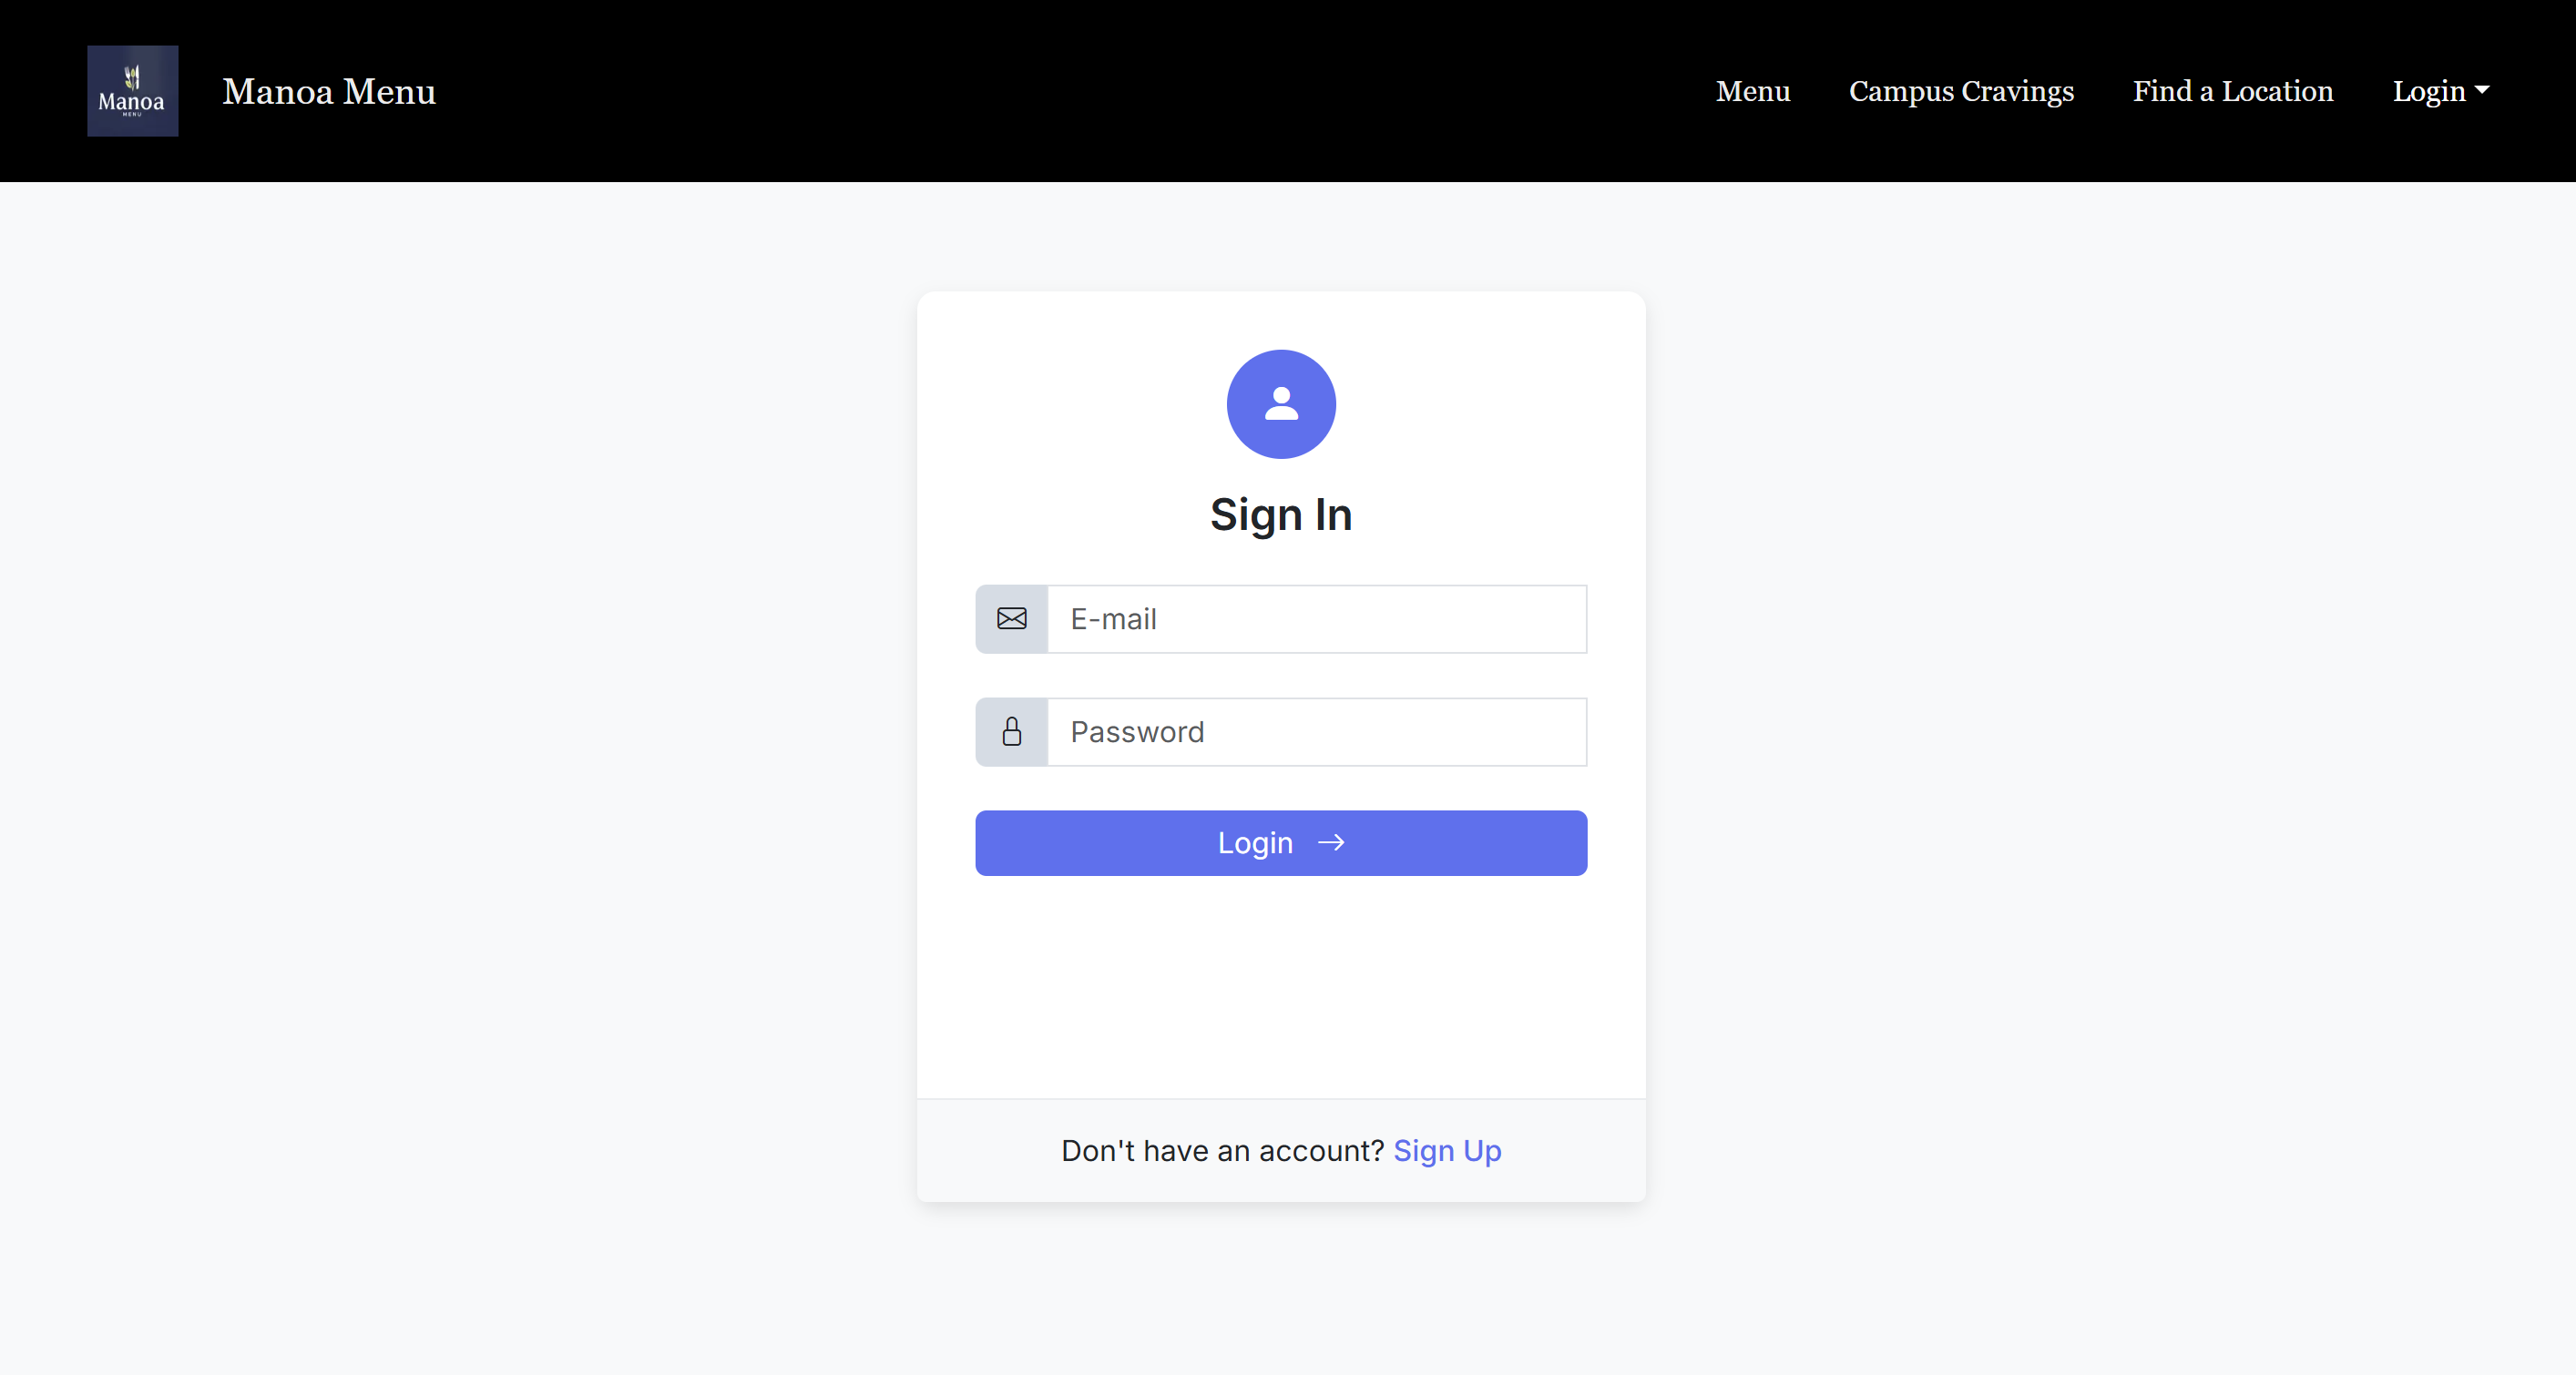 Manoa
MENU
Manoa Menu
Menu
Campus Cravings
Find a Location
Login
Sign In
E-mail
Password
Login →
Don't have an account? Sign Up